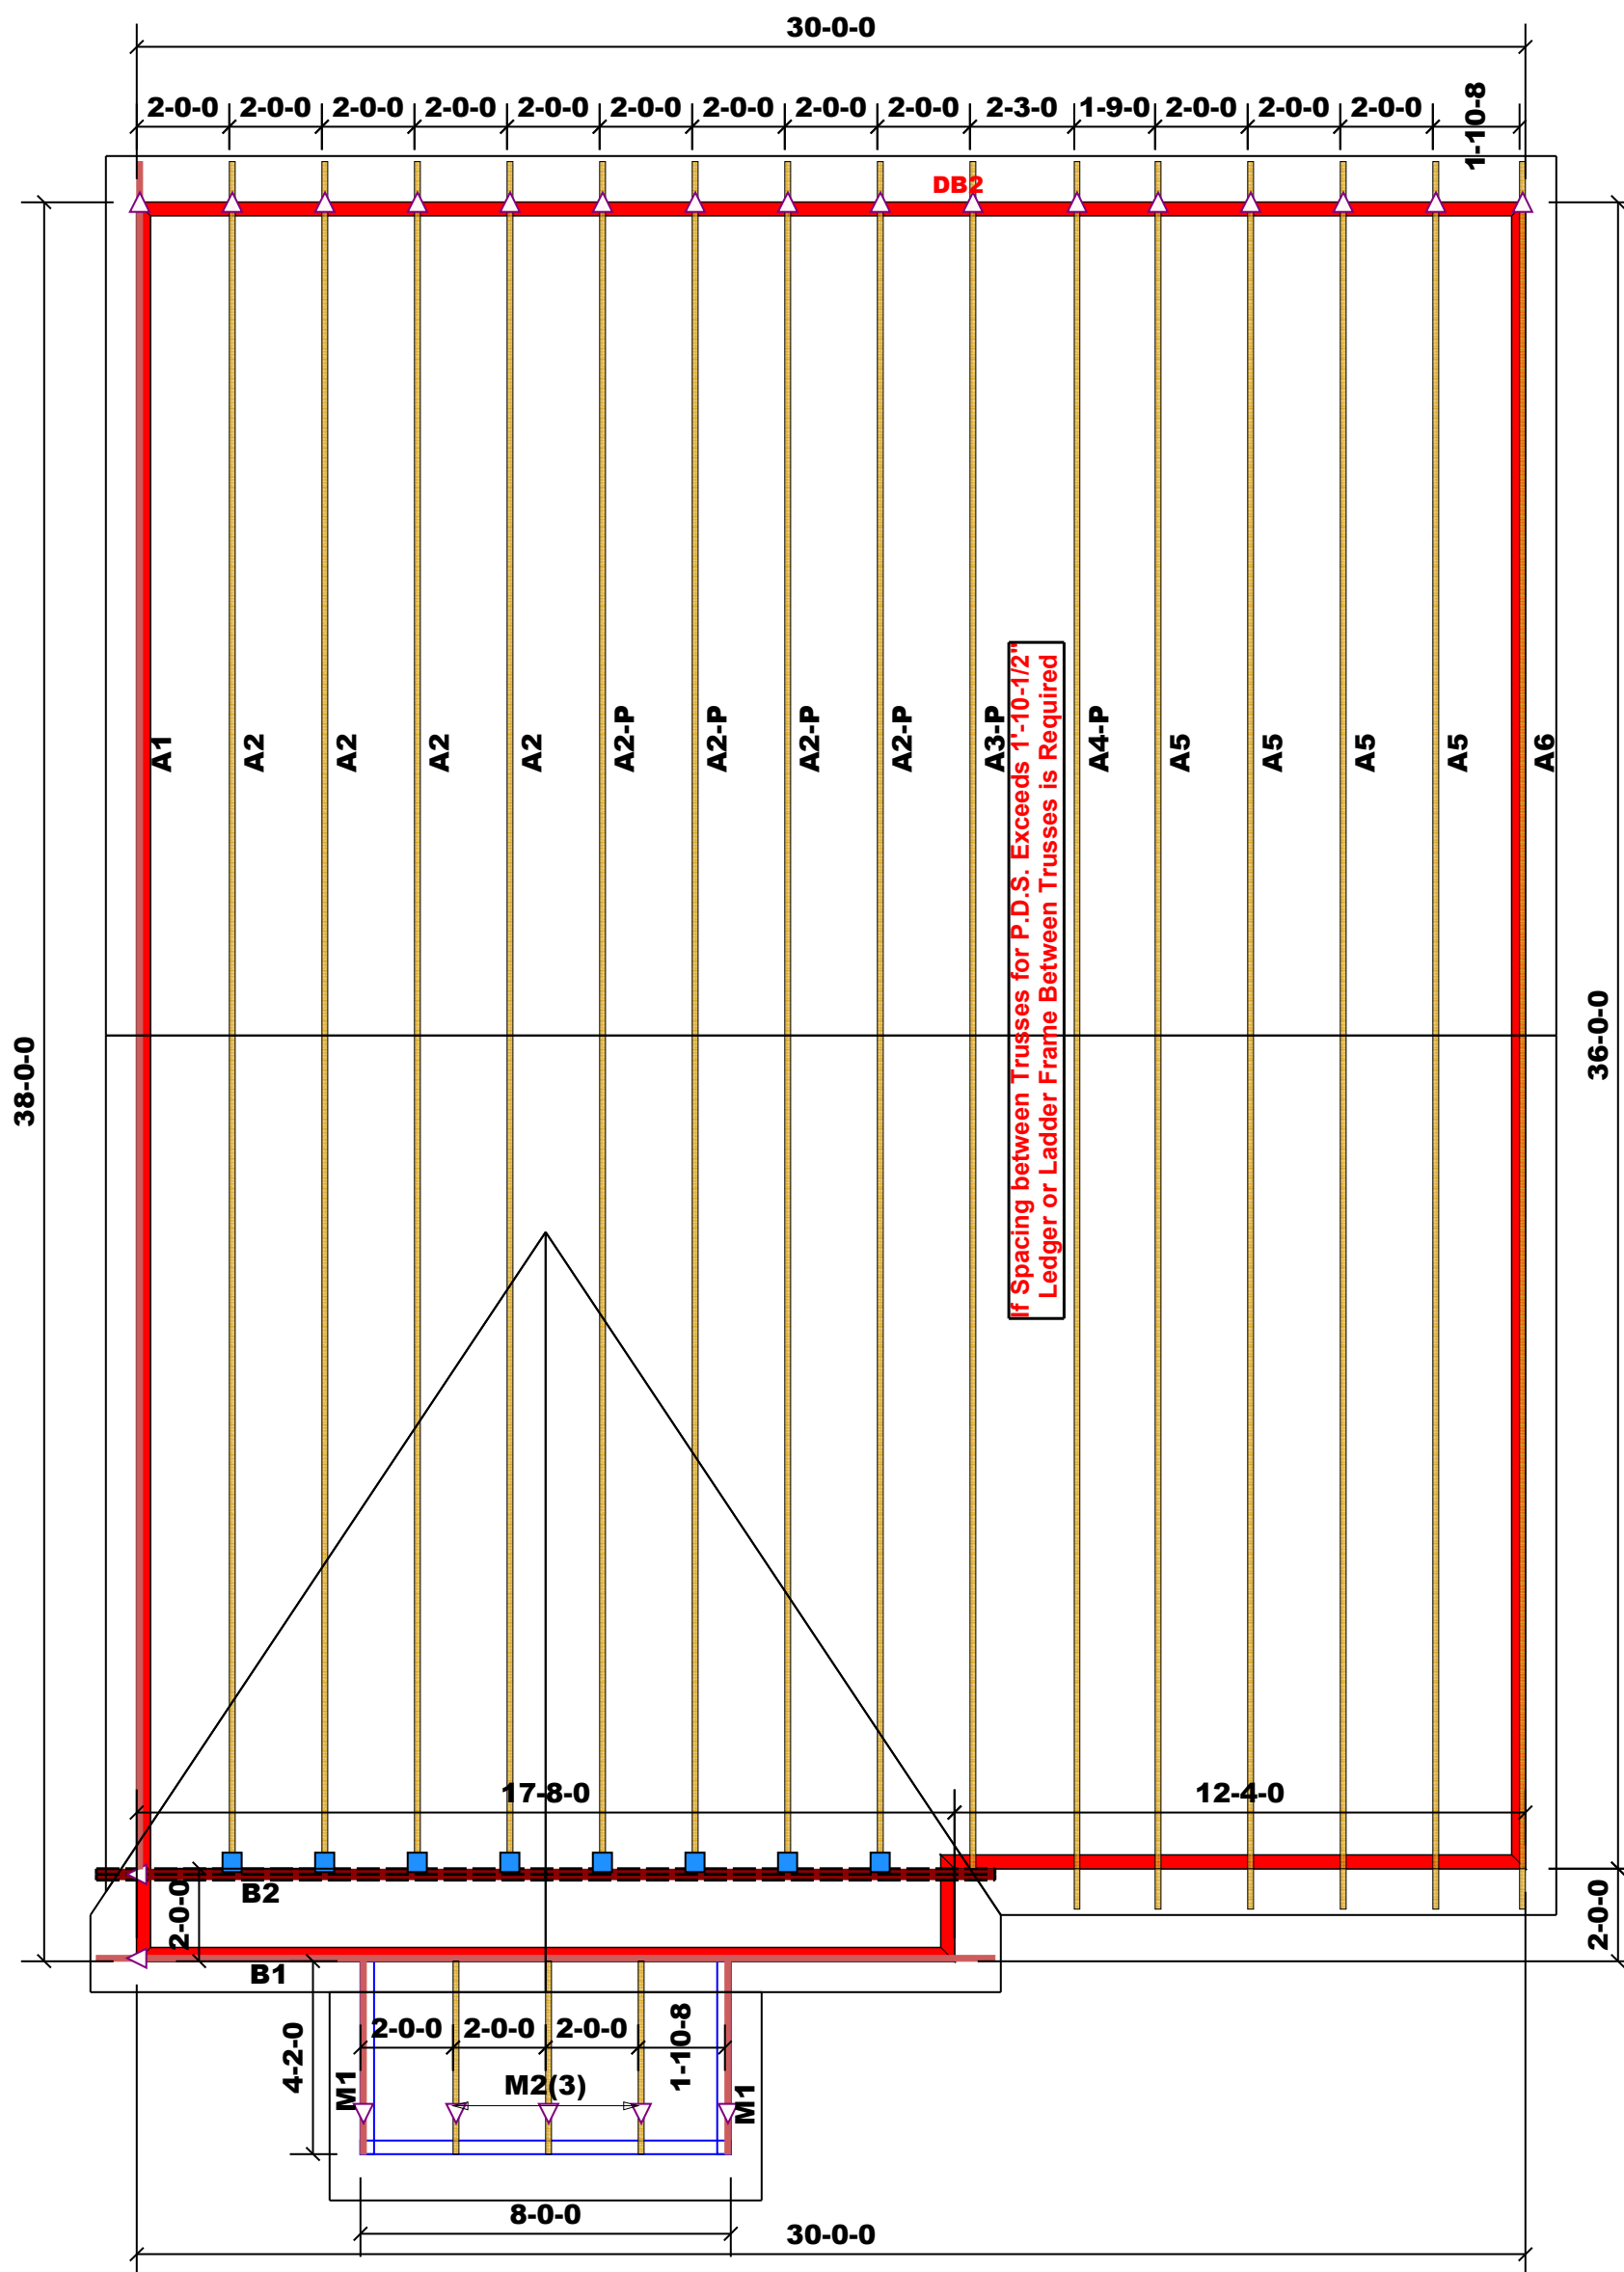 30-0-0
2-0-0 2-0-0 2-0-0 2-0-0 2-0-0 2-0-0 2-0-0 2-0-0 2-0-0 2-3-0 1-9-0 2-0-0 2-0-0 2-0-0 1-10-8
DB2
If Spacing between Trusses for P.D.S. Exceeds 1'-10-1/2"
Ledger or Ladder Frame Between Trusses is Required
A1 A2 A2 A2 A2 A2-P A2-P A2-P A2-P A3-P A4-P A5 A5 A5 A5 A6
38-0-0
36-0-0
17-8-0
12-4-0
B2
2-0-0
2-0-0
B1
4-2-0
2-0-0 2-0-0 2-0-0 1-10-8
M1
M2(3)
M1
8-0-0
30-0-0